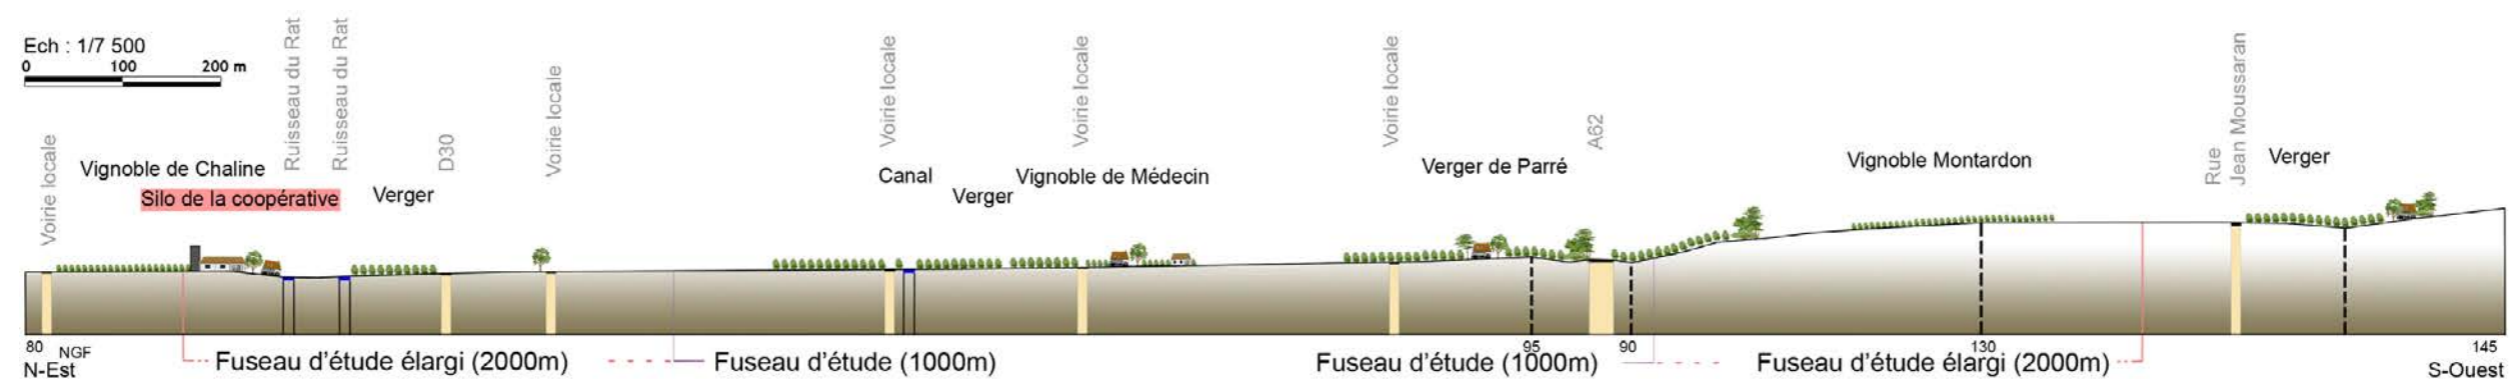 Ech : 1/7 500
0 100 200 m
Voirie locale
Vignoble de Chaline
Silo de la coopérative
Ruisseau du Rat
Ruisseau du Rat
Verger
D30
Voirie locale
Voirie locale
Canal
Verger
Voirie locale
Vignoble de Médecin
Voirie locale
Verger de Parré
A62
Vignoble Montardon
Rue
Jean Moussaran
Verger
80 NGF
95
90
130
145
N-Est
Fuseau d'étude élargi (2000m)
Fuseau d'étude (1000m)
Fuseau d'étude (1000m)
Fuseau d'étude élargi (2000m)
S-Ouest